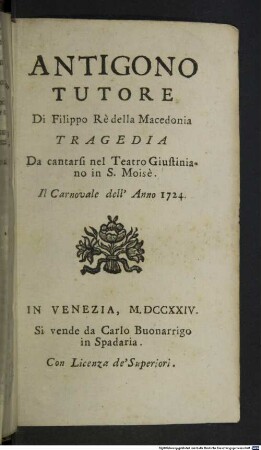 ANTIGONO
TUTORE
Di Filippo Rè della Macedonia
TRAGEDIA
Da cantarſi nel Teatro Giuſtinia-
no in S. Moisè.
Il Carnovale dell' Anno 1724.
IN VENEZIA, M.DCCXXIV.
Si vende da Carlo Buonarrigo
in Spadaria.
Con Licenza de' Superiori.